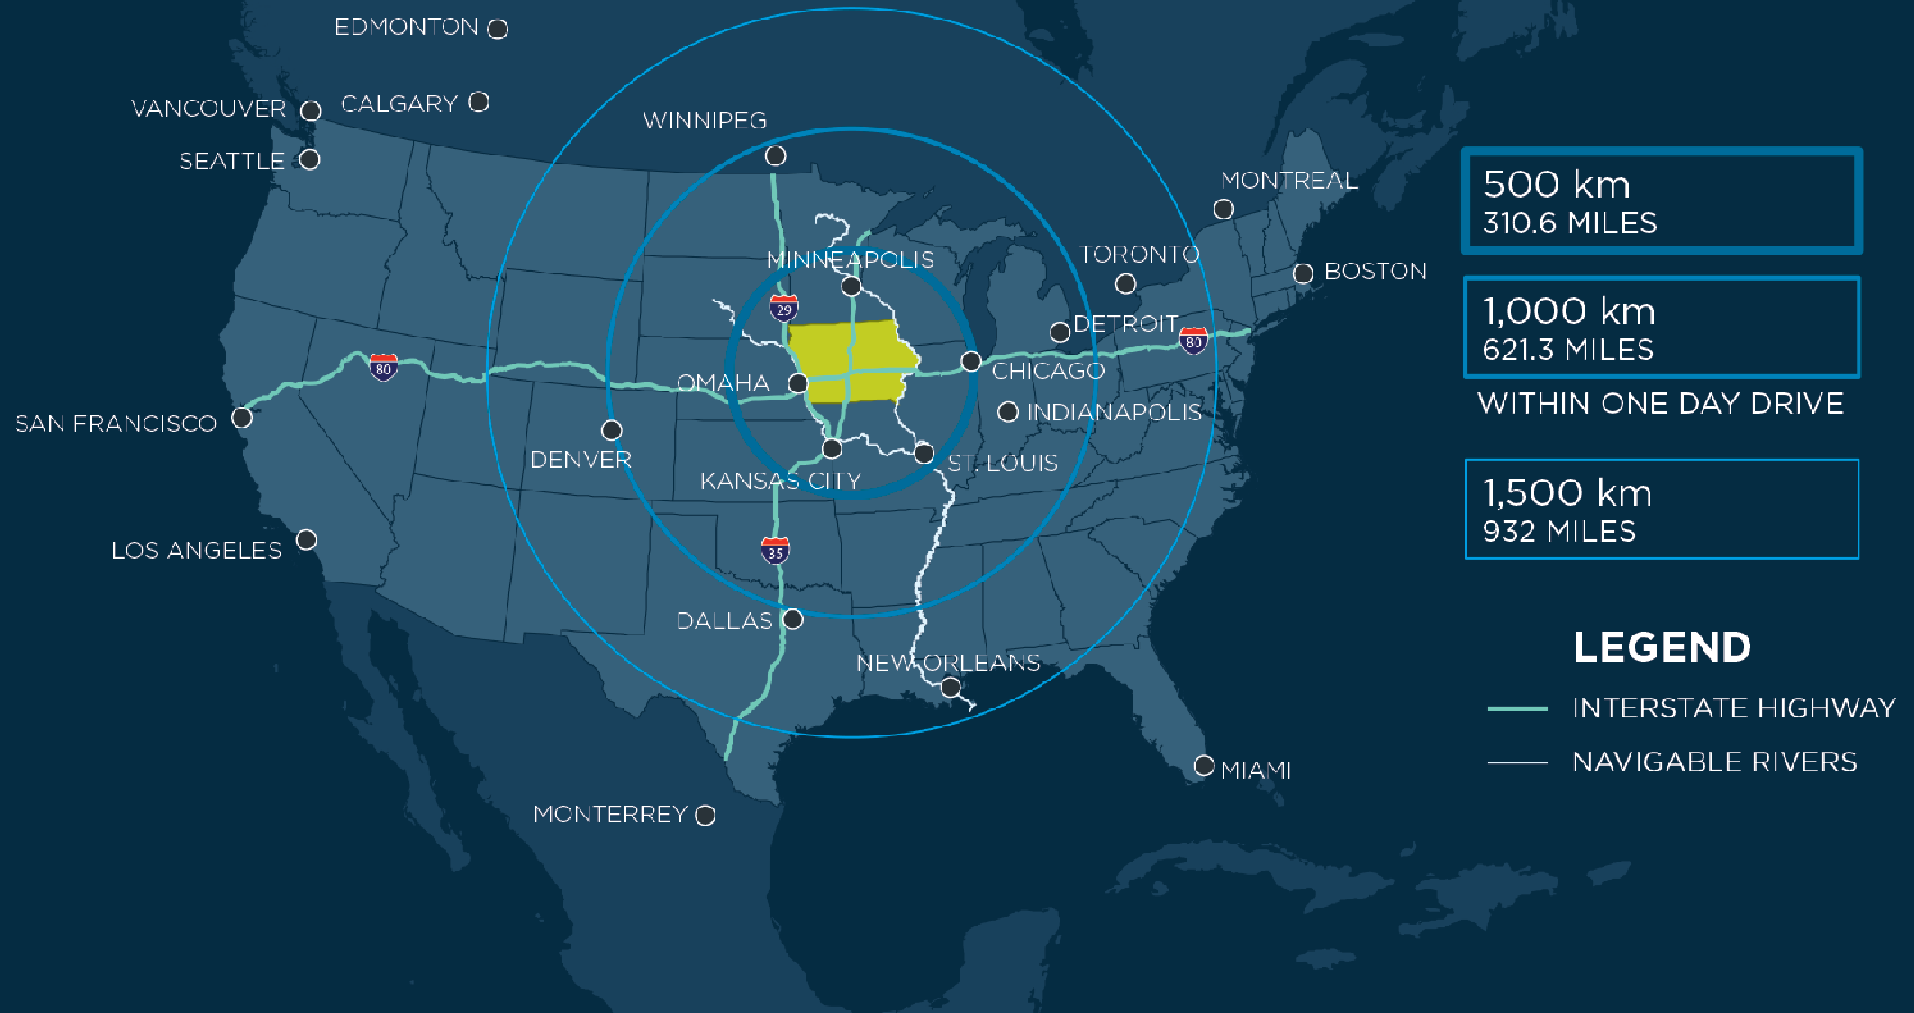 EDMONTON
VANCOUVER
CALGARY
WINNIPEG
SEATTLE
MONTREAL
TORONTO
MINNEAPOLIS
BOSTON
29
DETROIT
80
80
CHICAGO
OMAHA
INDIANAPOLIS
SAN FRANCISCO
DENVER
ST. LOUIS
KANSAS CITY
LOS ANGELES
35
DALLAS
NEW ORLEANS
MIAMI
MONTERREY
500 km
310.6 MILES
1,000 km
621.3 MILES
WITHIN ONE DAY DRIVE
1,500 km
932 MILES
LEGEND
INTERSTATE HIGHWAY
NAVIGABLE RIVERS